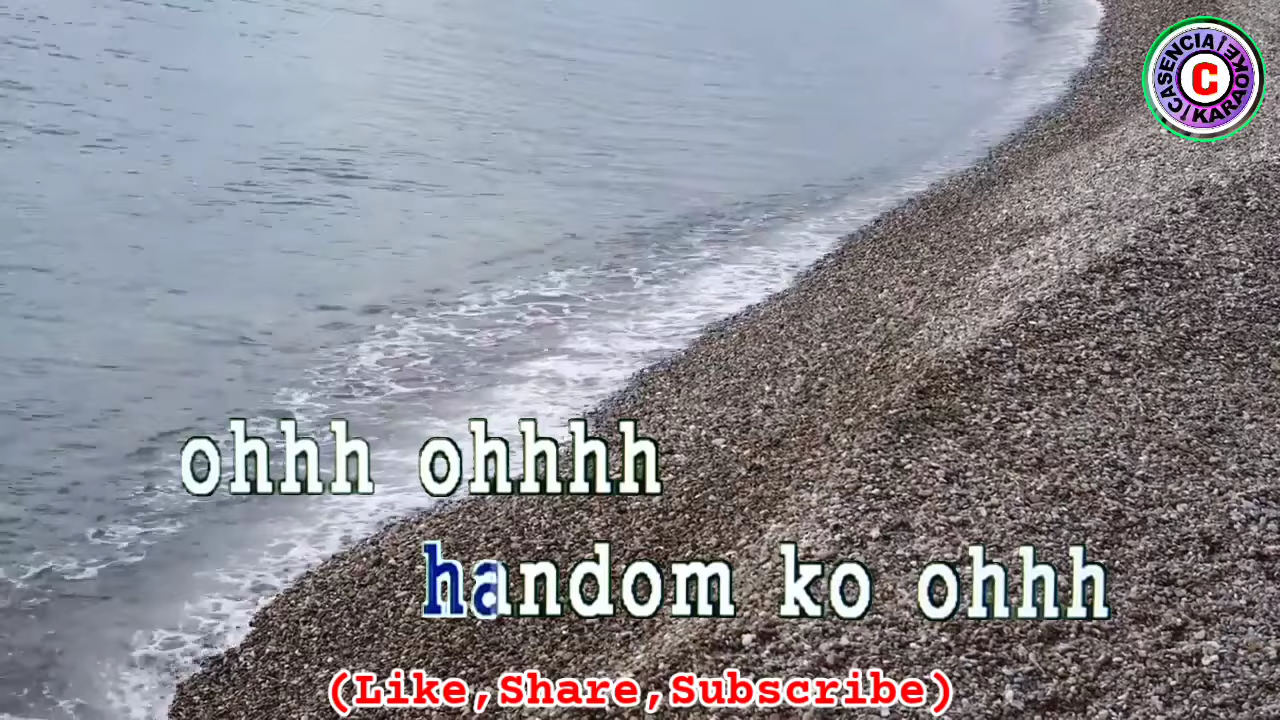 CASENCIA | KARAOKE |
C
ohhh ohhhh
handom ko ohhh
(Like,Share,Subscribe)